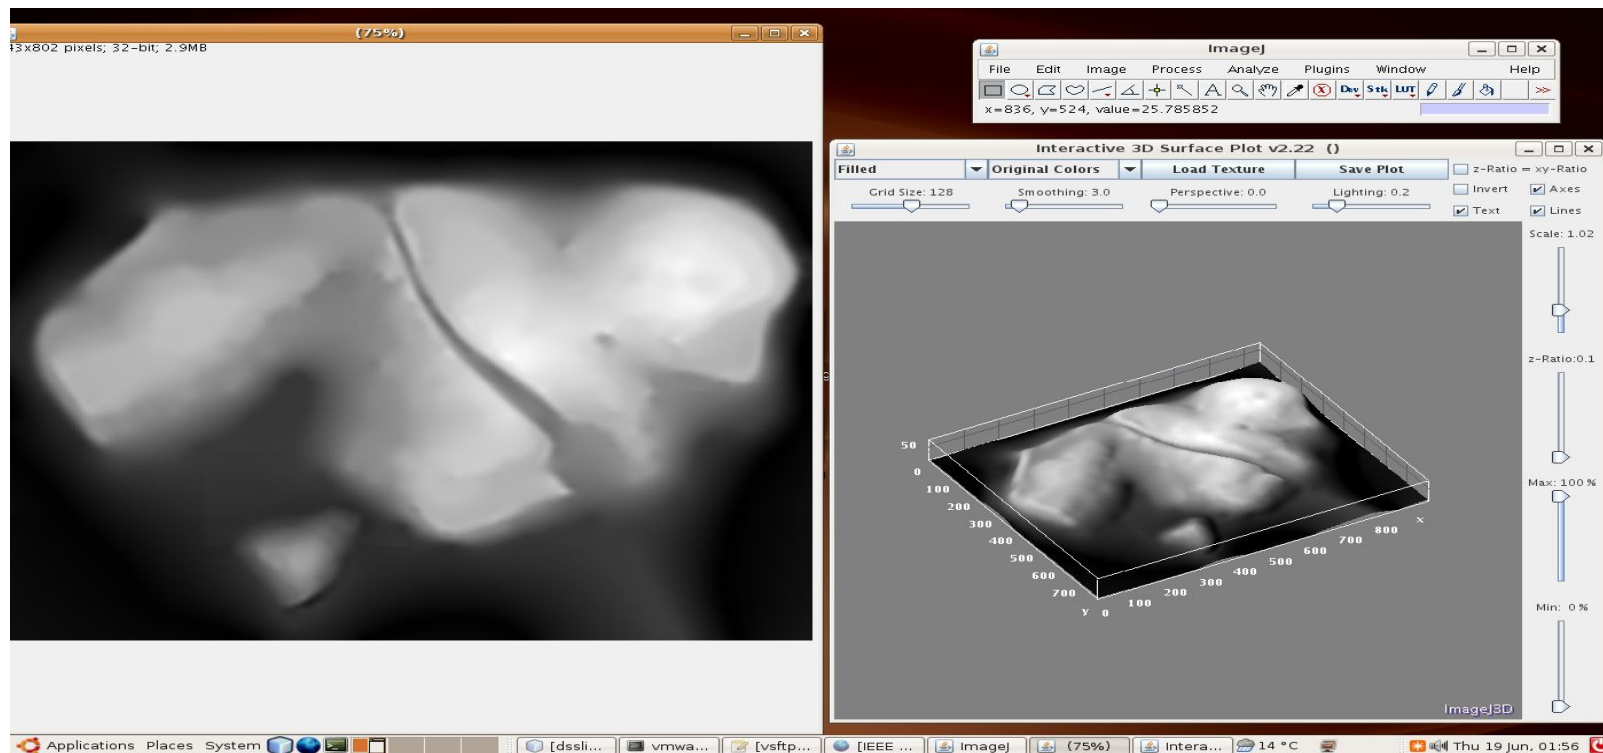 (75%)
43x802 pixels; 32-bit; 2.9MB
ImageJ
File Edit Image Process Analyze Plugins Window Help
Dev Stk LUT >>
x=836, y=524, value=25.785852
Interactive 3D Surface Plot v2.22 ()
Filled Original Colors Load Texture Save Plot z-Ratio = xy-Ratio
Grid Size: 128 Smoothing: 3.0 Perspective: 0.0 Lighting: 0.2 Invert Axes
Text Lines
Scale: 1.02
z-Ratio:0.1
Max: 100 %
Min: 0 %
50
0
100
200
300
400
500
600
700
y 0 100 200 300 400 500 600 700 800 x
ImageJ3D
Applications Places System [dssli... vmwa... [vsftp... [IEEE ... ImageJ (75%) Intera... 14 °C Thu 19 Jun, 01:56